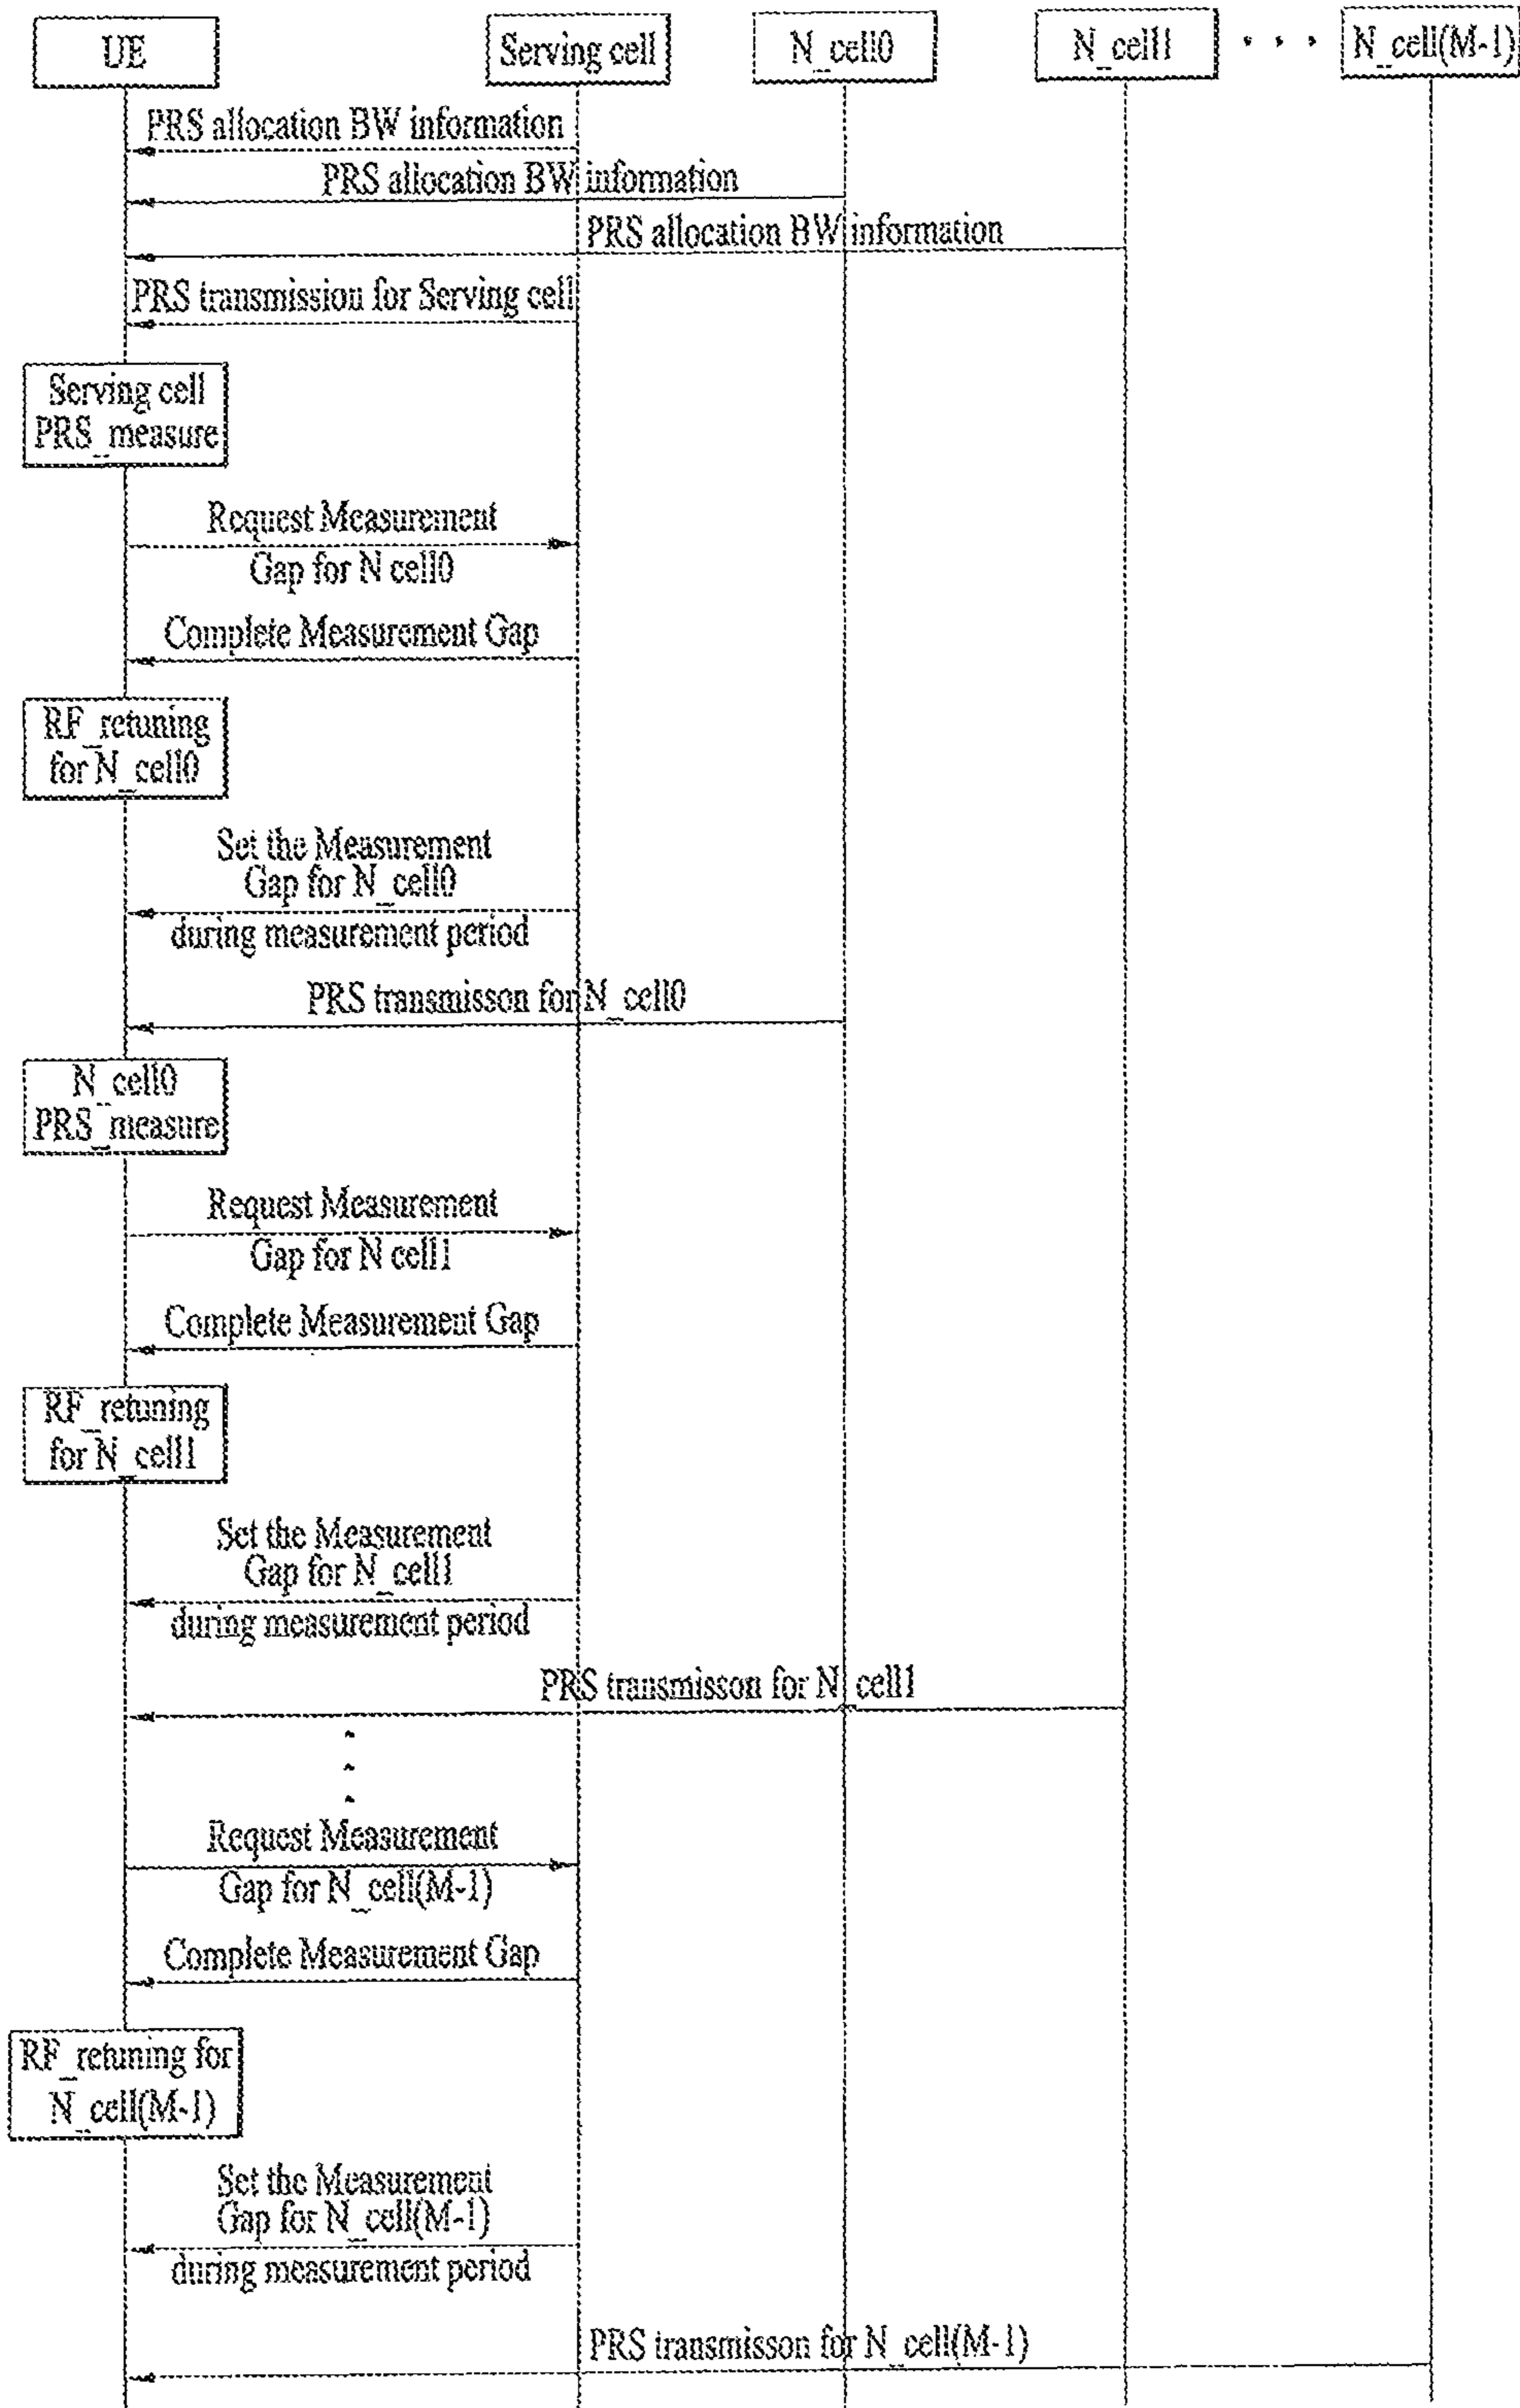 UE
Serving cell
N_cell0
N_cell1
N_cell(M-1)
PRS allocation BW information
PRS allocation BW information
PRS allocation BW information
PRS transmission for Serving cell
Serving cell
PRS_measure
Request Measurement
Gap for N cell0
Complete Measurement Gap
RF_retuning
for N_cell0
Set the Measurement
Gap for N_cell0
during measurement period
PRS transmisson for N_cell0
N_cell0
PRS_measure
Request Measurement
Gap for N cell1
Complete Measurement Gap
RF_retuning
for N_cell1
Set the Measurement
Gap for N_cell1
during measurement period
PRS transmisson for N_cell1
Request Measurement
Gap for N_cell(M-1)
Complete Measurement Gap
RF_retuning for
N_cell(M-1)
Set the Measurement
Gap for N_cell(M-1)
during measurement period
PRS transmisson for N_cell(M-1)